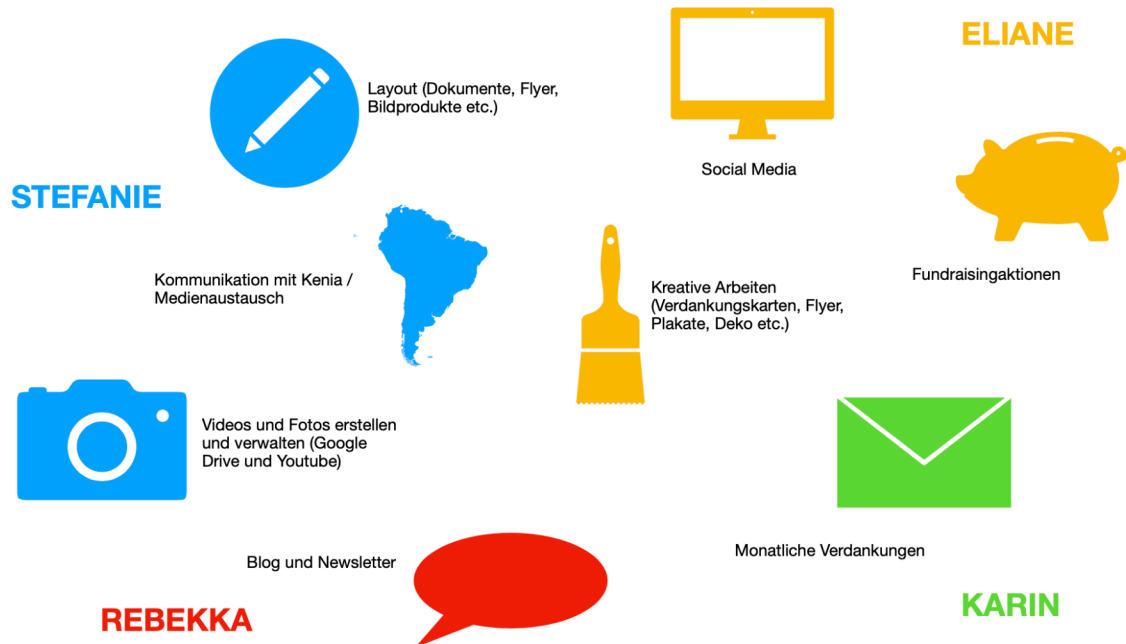 ELIANE
Layout (Dokumente, Flyer,
Bildprodukte etc.)
Social Media
STEFANIE
Kommunikation mit Kenia /
Medienaustausch
Kreative Arbeiten
(Verdankungskarten, Flyer,
Plakate, Deko etc.)
Fundraisingaktionen
Videos und Fotos erstellen
und verwalten (Google
Drive und Youtube)
Blog und Newsletter
Monatliche Verdankungen
REBEKKA
KARIN